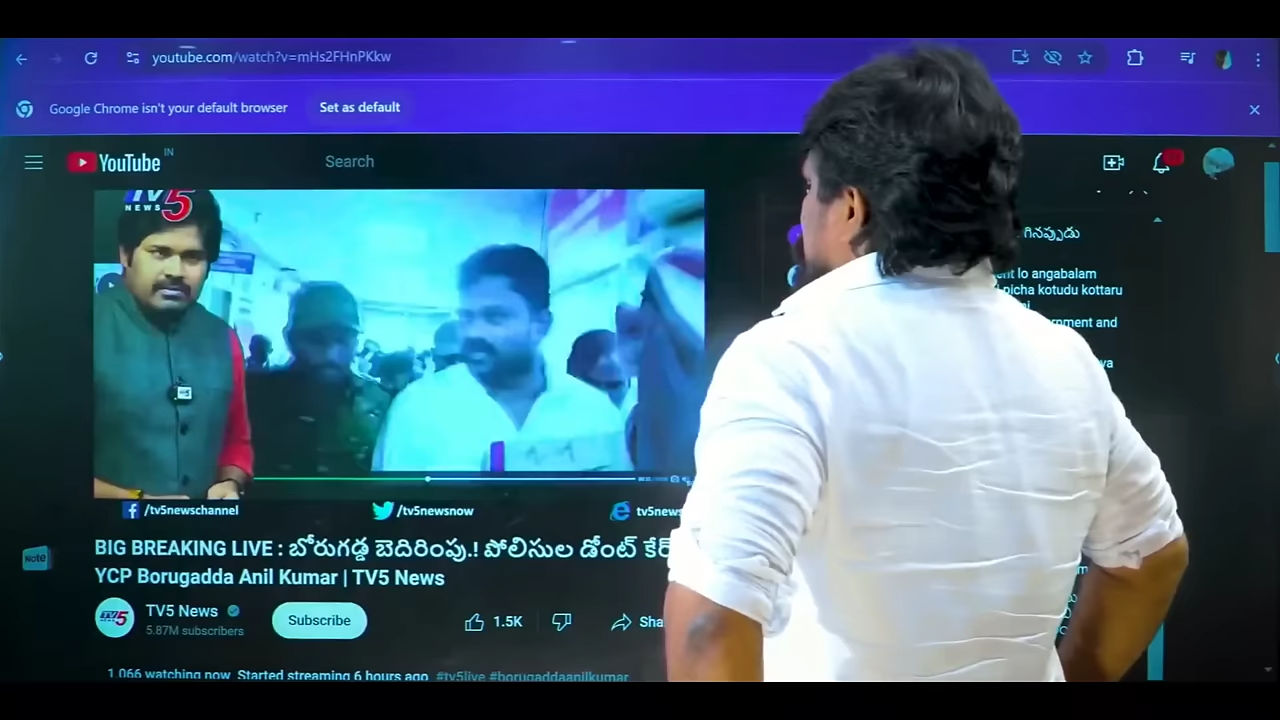 youtube.com/watch?v=mHs2FHnPKkw
Google Chrome isn't your default browser Set as default
YouTube IN
Search
TV5
NEWS
గినప్పుడు
ent lo angabalam
picha kotudu kottaru
rnment and
/tv5newschannel /tv5newsnow tv5news
Note
BIG BREAKING LIVE : బోరుగడ్డ బెదిరింపు.! పోలీసుల డోంట్ కేర్
YCP Borugadda Anil Kumar | TV5 News
TV5 News
5.87M subscribers
Subscribe
1.5K
Sha
1,066 watching now Started streaming 6 hours ago #tv5live #borugaddaanilkumar